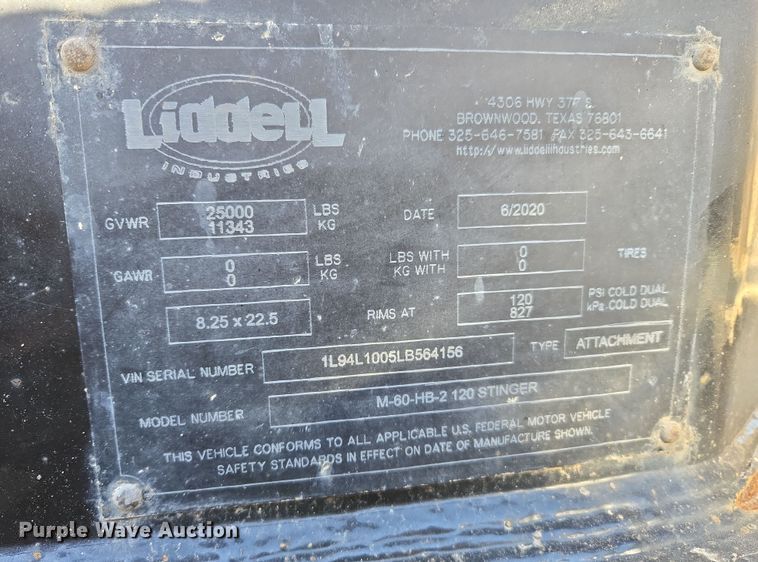 LiddeLL
INDUSTRIES
4306 HWY 377 S
BROWNWOOD, TEXAS 76801
PHONE 325-646-7581 FAX 325-643-6641
http://www.liddellindustries.com
GVWR 25000 LBS DATE 6/2020
11343 KG
GAWR 0 LBS LBS WITH 0 TIRES
0 KG KG WITH 0
8.25 x 22.5 RIMS AT 120 PSI COLD DUAL
827 kPa-COLD DUAL
VIN SERIAL NUMBER 1L94L1005LB564156 TYPE ATTACHMENT
MODEL NUMBER M-60-HB-2 120 STINGER
THIS VEHICLE CONFORMS TO ALL APPLICABLE U.S. FEDERAL MOTOR VEHICLE
SAFETY STANDARDS IN EFFECT ON DATE OF MANUFACTURE SHOWN.
Purple Wave Auction